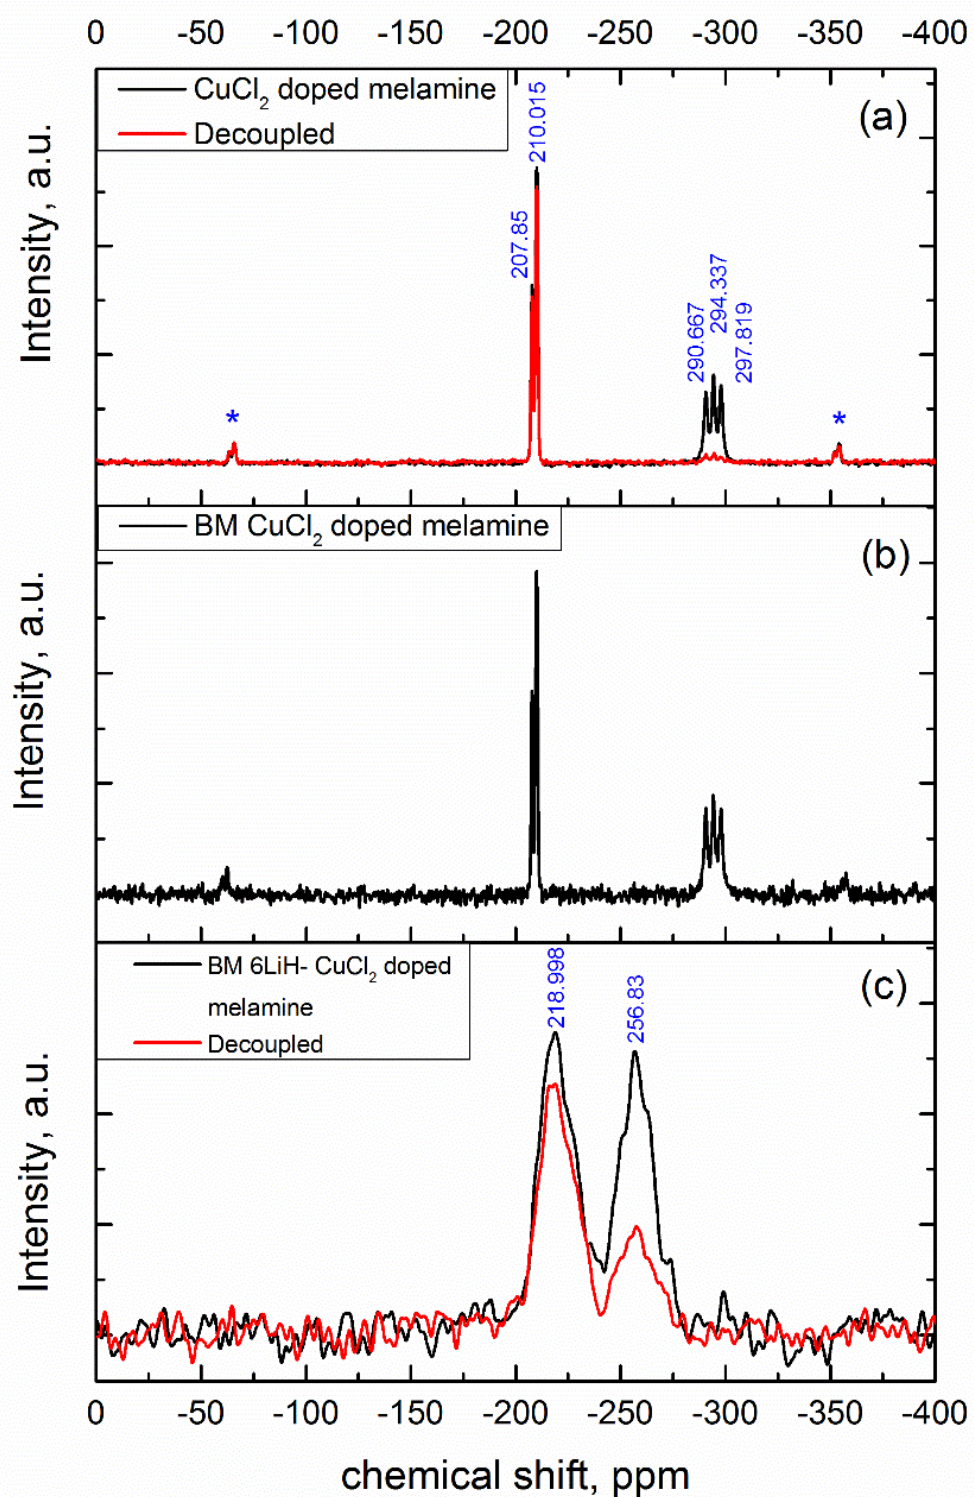 0 -50 -100 -150 -200 -250 -300 -350 -400
CuCl₂ doped melamine
Decoupled
(a)
207.85
210.015
290.667
294.337
297.819
*
*
Intensity, a.u.
BM CuCl₂ doped melamine
(b)
Intensity, a.u.
BM 6LiH- CuCl₂ doped
melamine
Decoupled
(c)
218.998
256.83
Intensity, a.u.
0 -50 -100 -150 -200 -250 -300 -350 -400
chemical shift, ppm